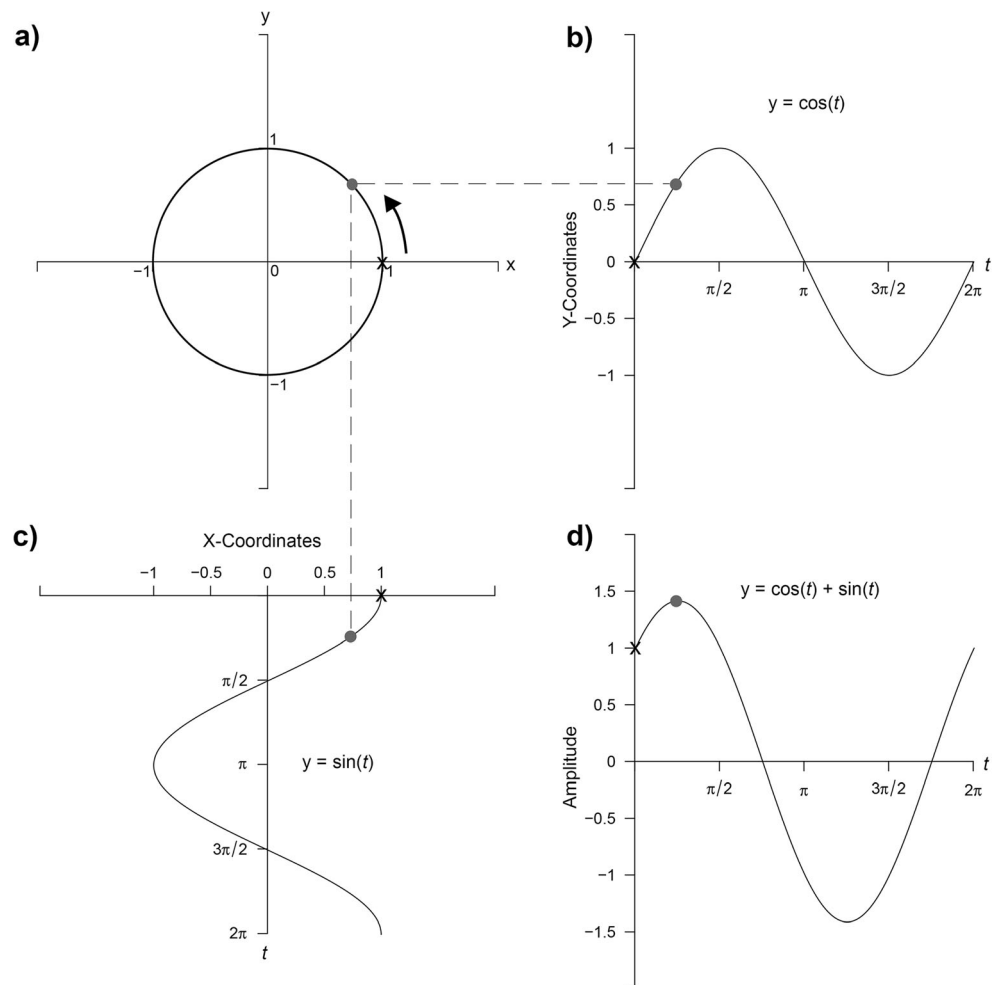 a)
y
1
−1
0
1
x
−1
b)
y = cos(t)
Y-Coordinates
1
0.5
0
−0.5
−1
π/2
π
3π/2
2π
t
c)
X-Coordinates
−1
−0.5
0
0.5
1
π/2
π
3π/2
2π
t
y = sin(t)
d)
y = cos(t) + sin(t)
Amplitude
1.5
1
0.5
0
−0.5
−1
−1.5
π/2
π
3π/2
2π
t